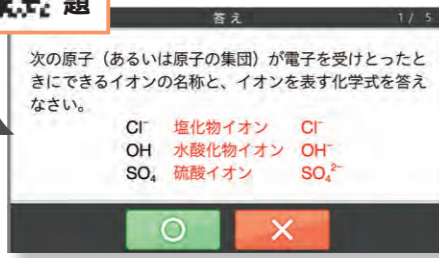 題
答え 1/5
次の原子（あるいは原子の集団）が電子を受けとったと
きにできるイオンの名称と、イオンを表す化学式を答え
なさい。
Cl⁻ 塩化物イオン Cl⁻
OH 水酸化物イオン OH⁻
SO₄ 硫酸イオン SO₄²⁻